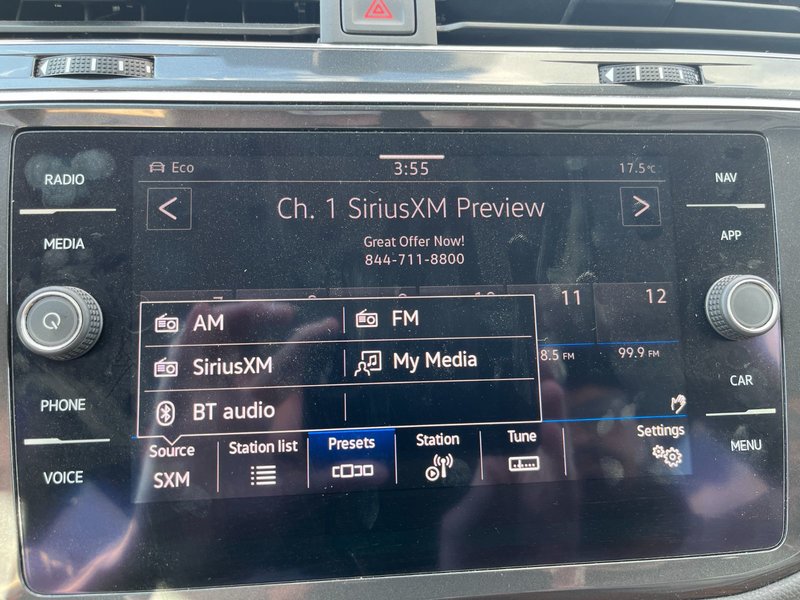 RADIO
MEDIA
PHONE
VOICE
Eco
3:55
17.5°C
Ch. 1 SiriusXM Preview
Great Offer Now!
844-711-8800
11
12
8.5 FM
99.9 FM
AM
FM
SiriusXM
My Media
BT audio
Source
SXM
Station list
Presets
Station
Tune
Settings
NAV
APP
CAR
MENU